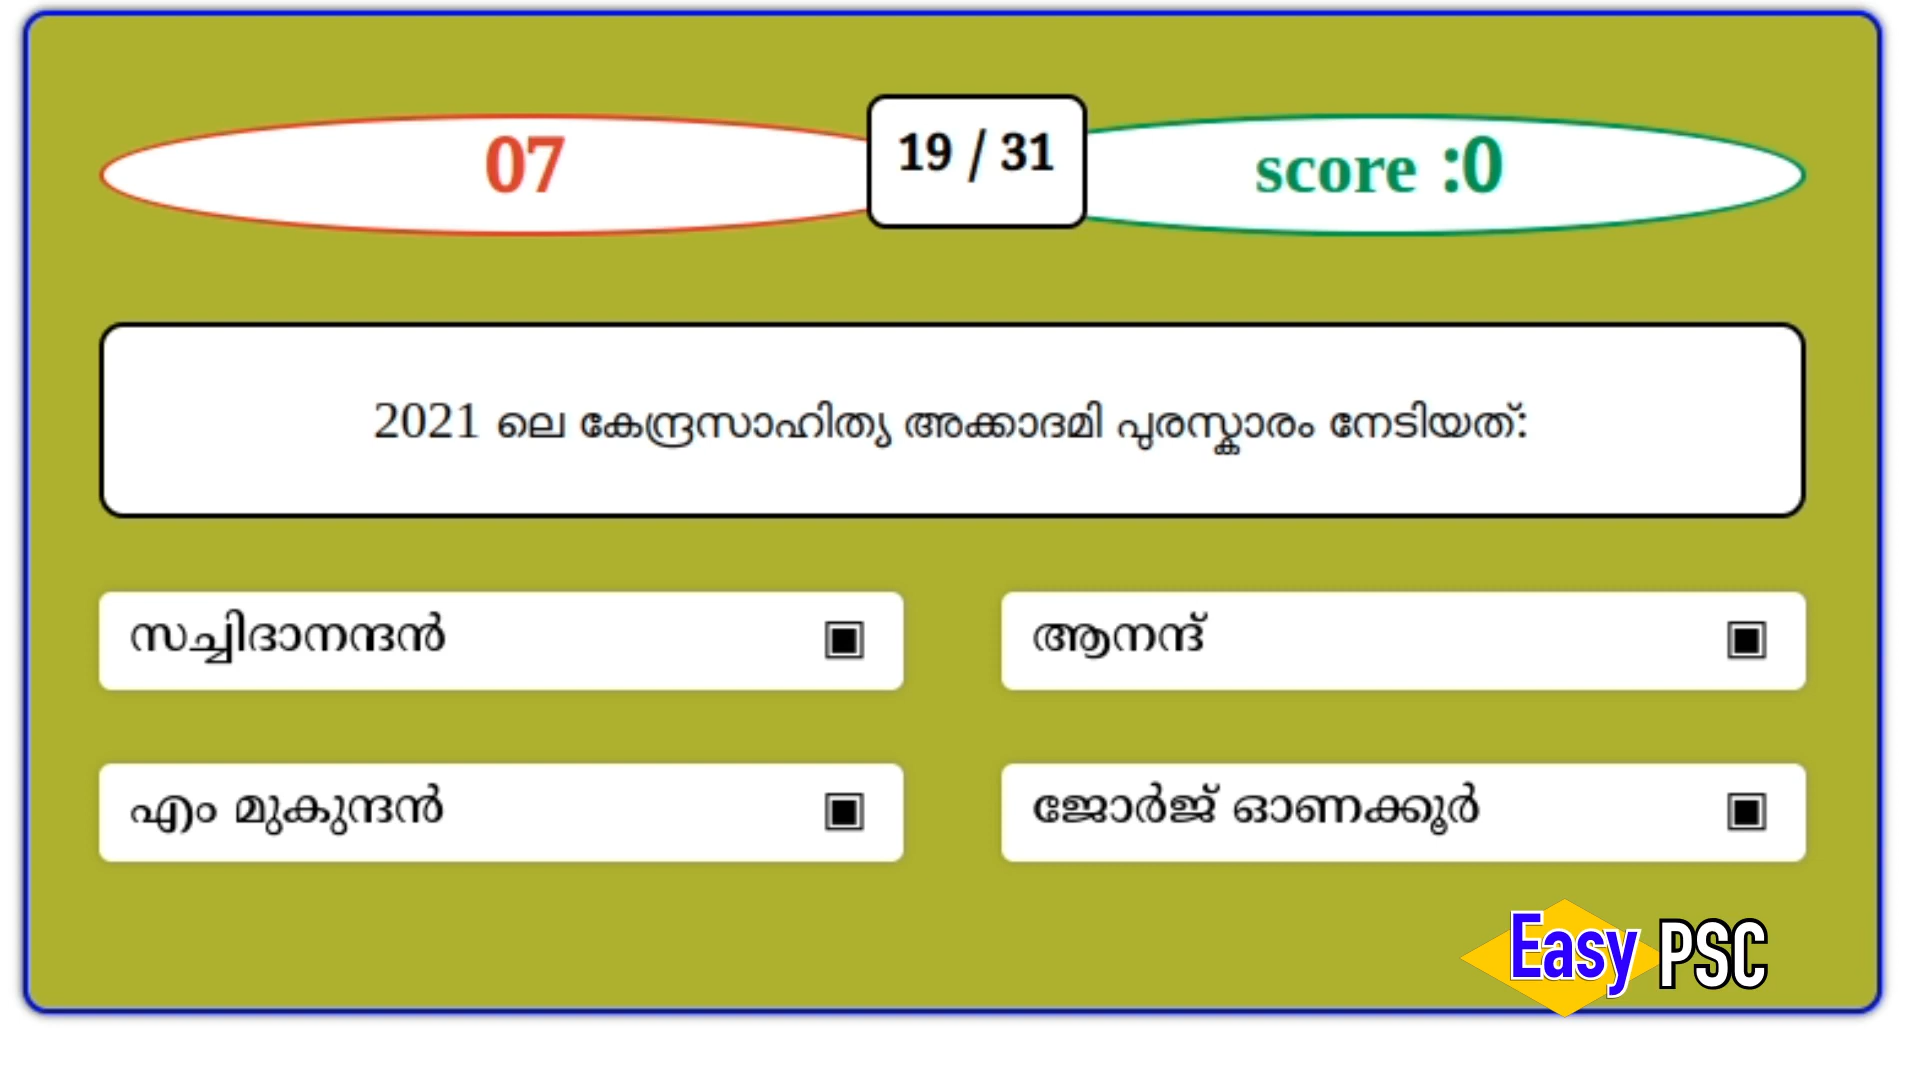 07
19 / 31
score :0
2021 ലെ കേന്ദ്രസാഹിത്യ അക്കാദമി പുരസ്കാരം നേടിയത്:
സച്ചിദാനന്ദൻ
ആനന്ദ്
എം മുകുന്ദൻ
ജോർജ് ഓണക്കൂർ
Easy PSC